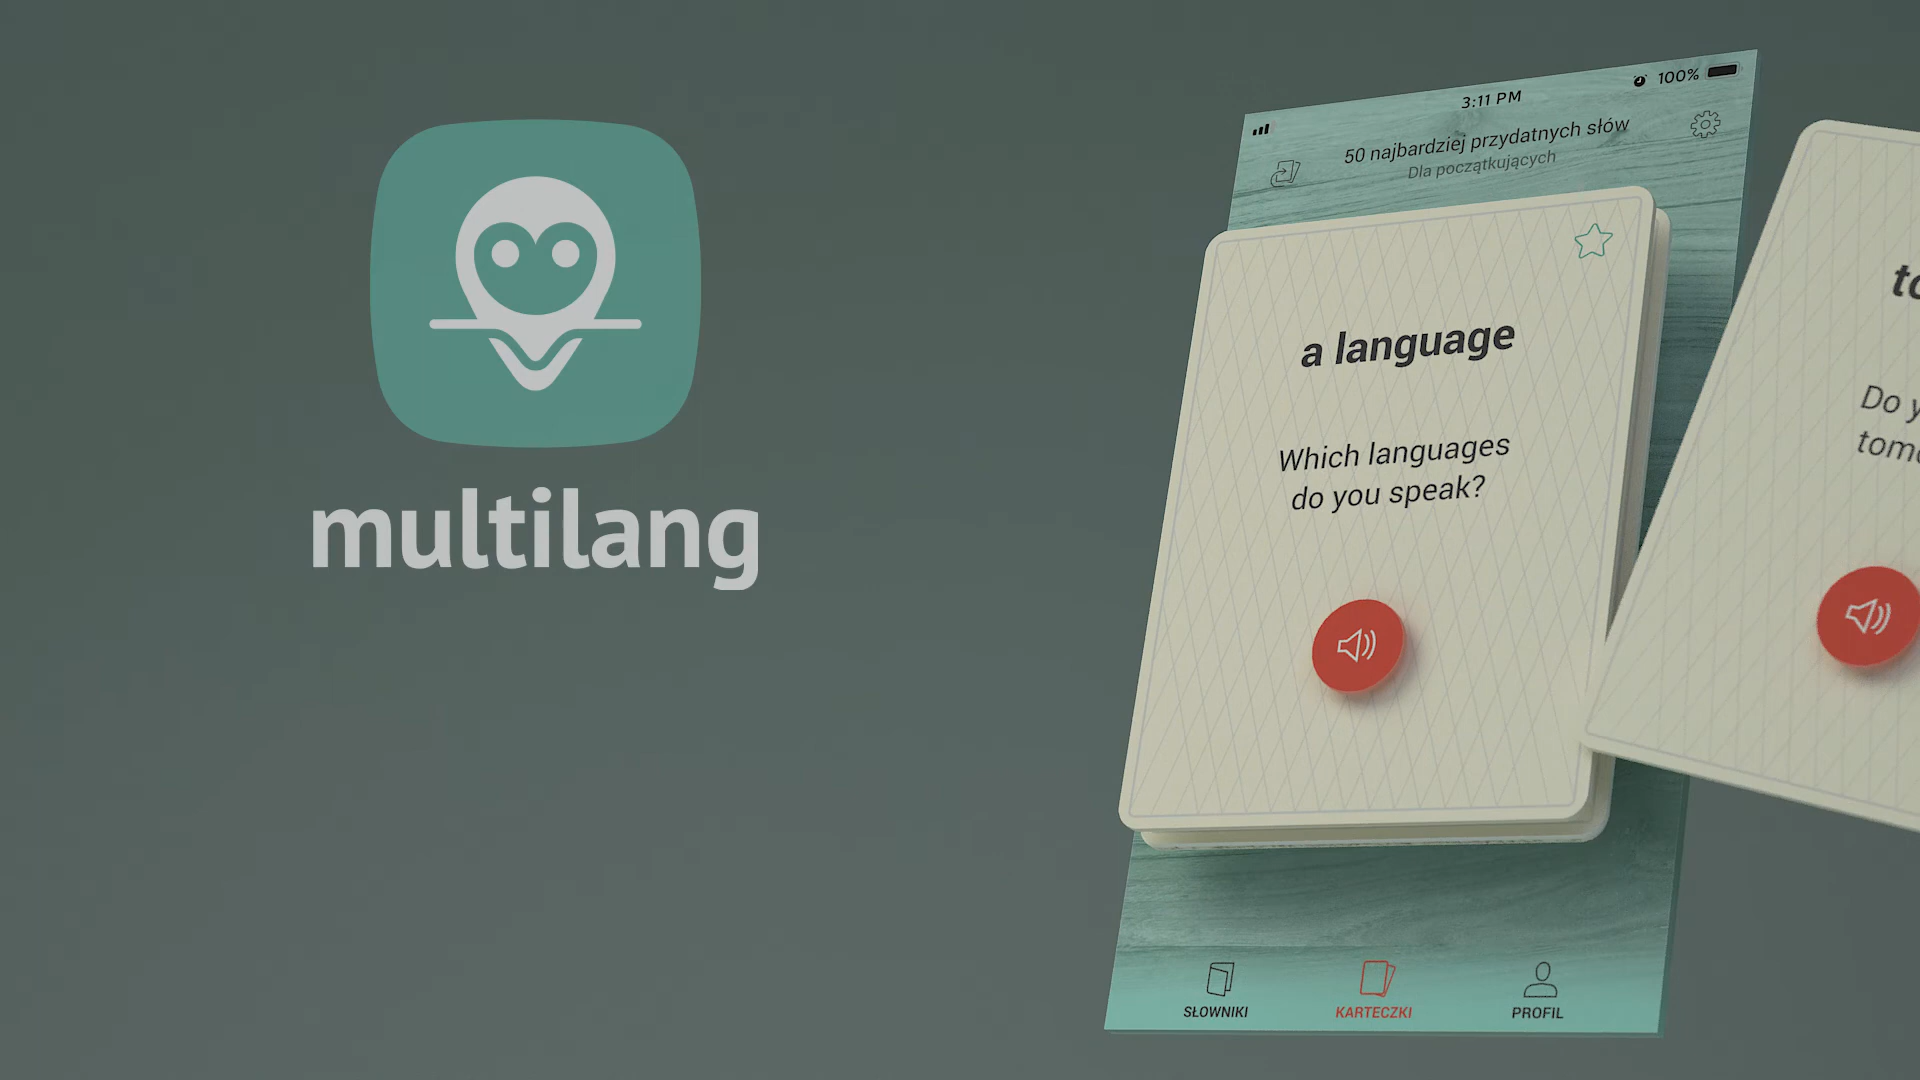 multilang
3:11 PM
100%
50 najbardziej przydatnych słów
Dla początkujących
a language
Which languages
do you speak?
Do
SŁOWNIKI
KARTECZKI
PROFIL